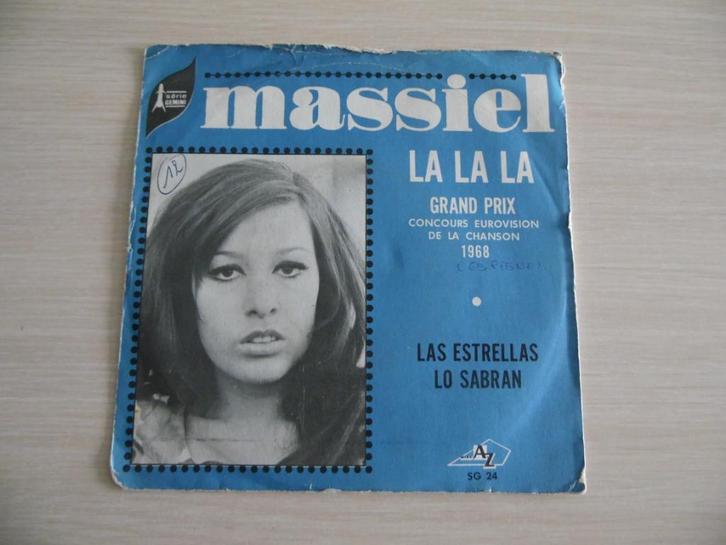 série
GEMINI
massiel
12
LA LA LA
GRAND PRIX
CONCOURS EUROVISION
DE LA CHANSON
1968
LAS ESTRELLAS
LO SABRAN
AZ
SG 24